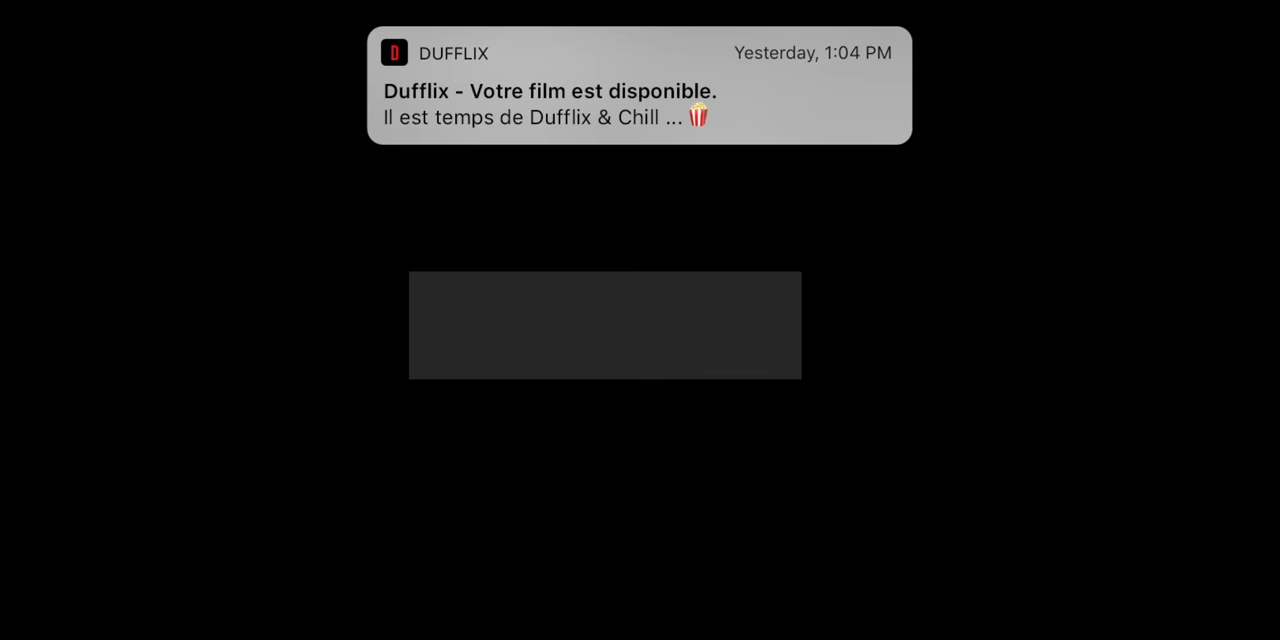 D DUFFLIX Yesterday, 1:04 PM
Dufflix - Votre film est disponible.
Il est temps de Dufflix & Chill ... 🍿